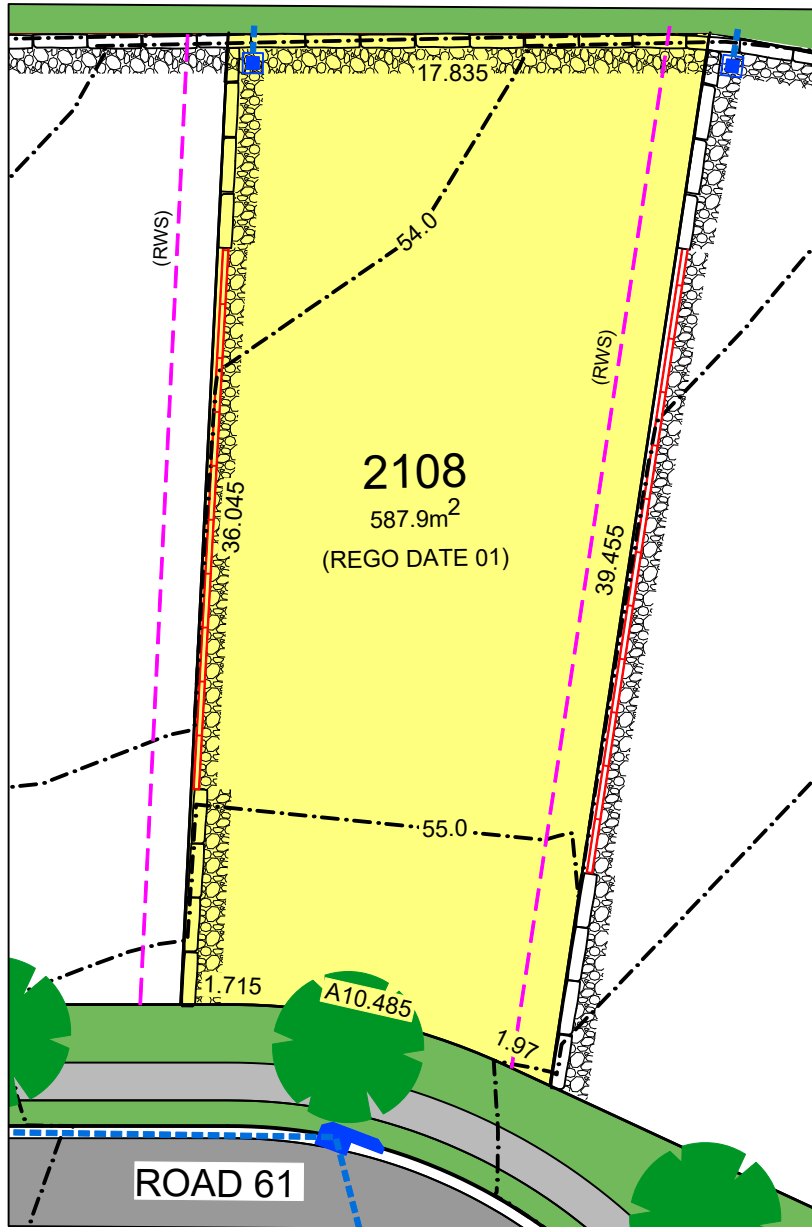 17.835
(RWS)
54.0
(RWS)
2108
587.9m²
(REGO DATE 01)
36.045
39.455
55.0
1.715
A10.485
1.97
ROAD 61